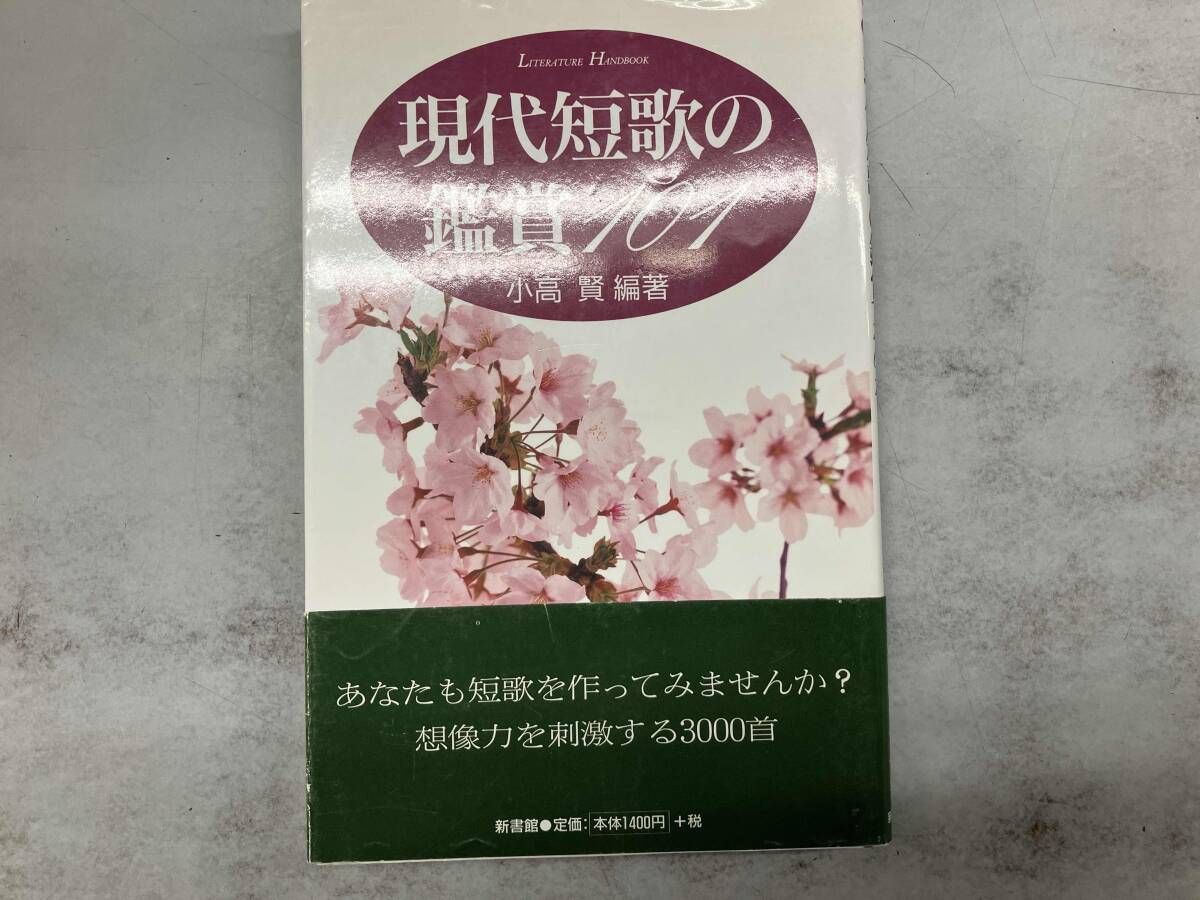 LITERATURE HANDBOOK
現代短歌の
鑑賞101
小高 賢 編著
あなたも短歌を作ってみませんか？
想像力を刺激する3000首
新書館●定価：本体1400円+税